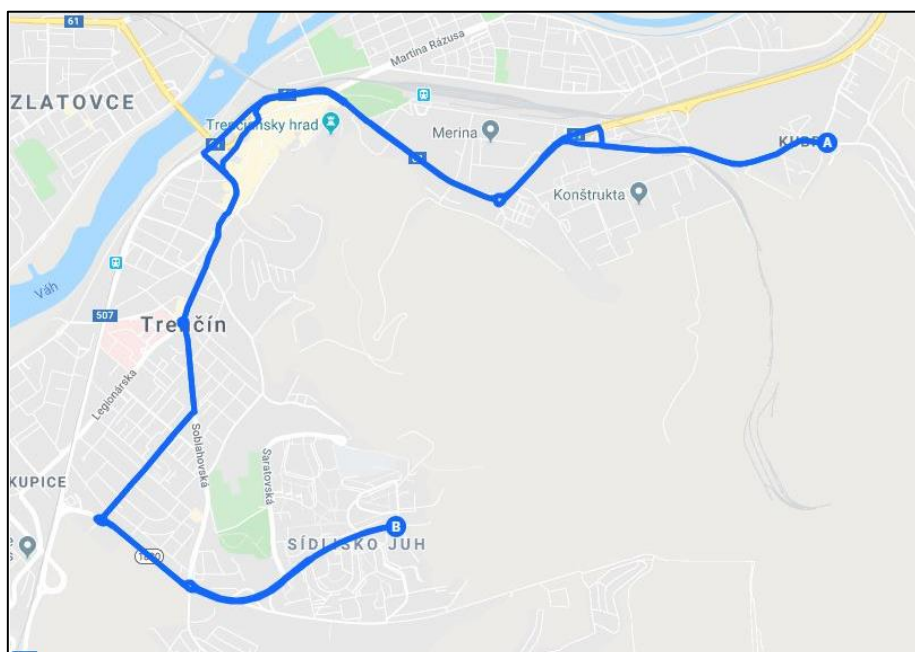 61
Martina Rázusa
ZLATOVCE
Trenčiansky hrad
Merina
A
Konštrukta
Váh
507
Trenčín
Legionárska
Soblahovská
Saratovská
KUPICE
B
SÍDLISKO JUH